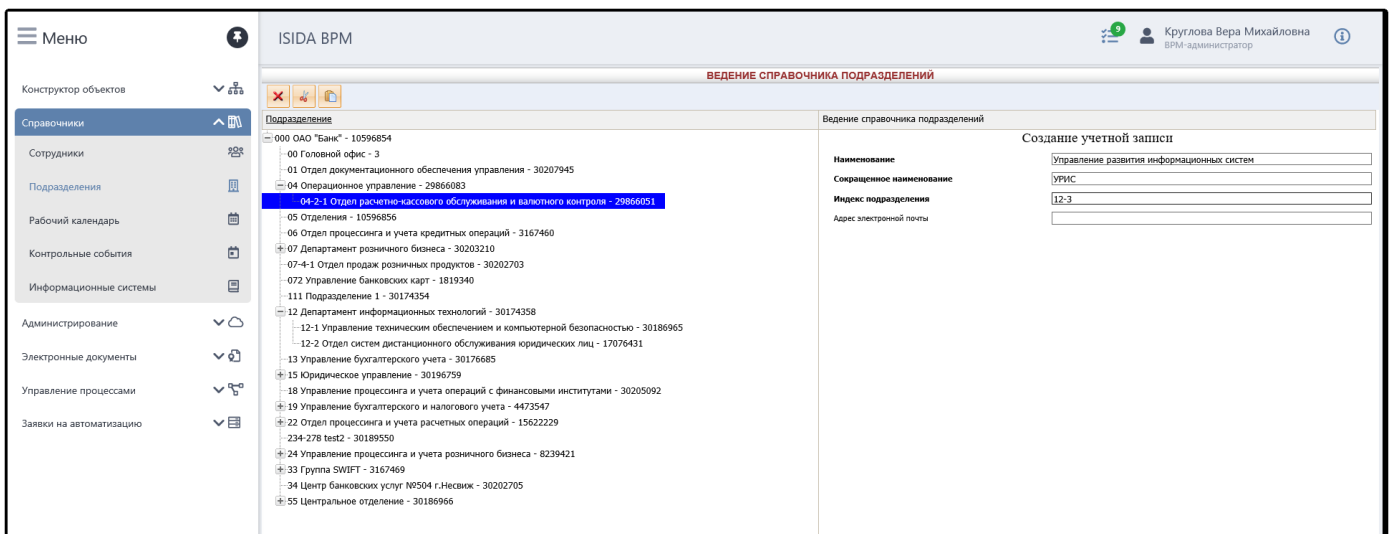 Меню
ISIDA BPM
9
Круглова Вера Михайловна
BPM-администратор
Конструктор объектов
Справочники
Сотрудники
Подразделения
Рабочий календарь
Контрольные события
Информационные системы
Администрирование
Электронные документы
Управление процессами
Заявки на автоматизацию
ВЕДЕНИЕ СПРАВОЧНИКА ПОДРАЗДЕЛЕНИЙ
Подразделение
000 ОАО "Банк" - 10596854
00 Головной офис - 3
01 Отдел документационного обеспечения управления - 30207945
04 Операционное управление - 29866083
04-2-1 Отдел расчетно-кассового обслуживания и валютного контроля - 29866051
05 Отделения - 10596856
06 Отдел процессинга и учета кредитных операций - 3167460
07 Департамент розничного бизнеса - 30203210
07-4-1 Отдел продаж розничных продуктов - 30202703
072 Управление банковских карт - 1819340
111 Подразделение 1 - 30174354
12 Департамент информационных технологий - 30174358
12-1 Управление техническим обеспечением и компьютерной безопасностью - 30186965
12-2 Отдел систем дистанционного обслуживания юридических лиц - 17076431
13 Управление бухгалтерского учета - 30176685
15 Юридическое управление - 30196759
18 Управление процессинга и учета операций с финансовыми институтами - 30205092
19 Управление бухгалтерского и налогового учета - 4473547
22 Отдел процессинга и учета расчетных операций - 15622229
234-278 test2 - 30189550
24 Управление процессинга и учета розничного бизнеса - 8239421
33 Группа SWIFT - 3167469
34 Центр банковских услуг №504 г.Несвиж - 30202705
55 Центральное отделение - 30186966
Ведение справочника подразделений
Создание учетной записи
Наименование Управление развития информационных систем
Сокращенное наименование УРИС
Индекс подразделения 12-3
Адрес электронной почты